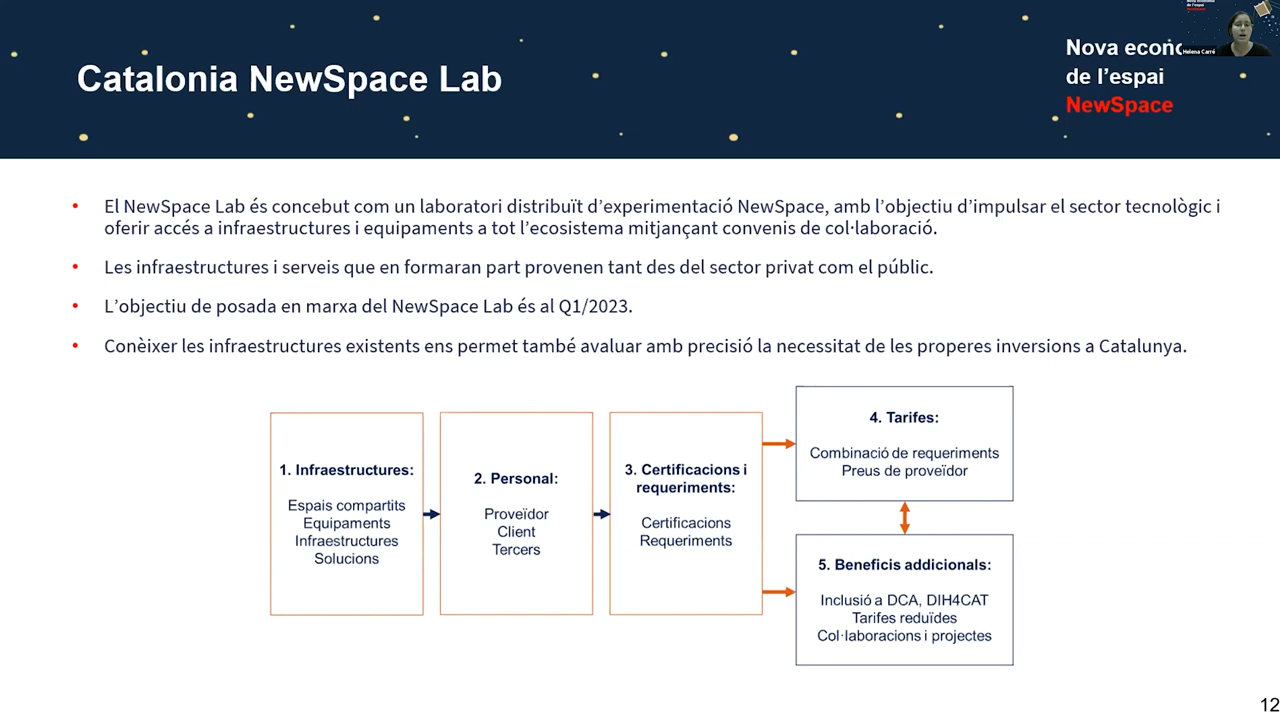 Catalonia NewSpace Lab
Nova econ
de l'espai
NewSpace
Helena Carré
El NewSpace Lab és concebut com un laboratori distribuït d'experimentació NewSpace, amb l'objectiu d'impulsar el sector tecnològic i
oferir accés a infraestructures i equipaments a tot l'ecosistema mitjançant convenis de col·laboració.
Les infraestructures i serveis que en formaran part provenen tant des del sector privat com el públic.
L'objectiu de posada en marxa del NewSpace Lab és al Q1/2023.
Conèixer les infraestructures existents ens permet també avaluar amb precisió la necessitat de les properes inversions a Catalunya.
1. Infraestructures:
Espais compartits
Equipaments
Infraestructures
Solucions
2. Personal:
Proveïdor
Client
Tercers
3. Certificacions i
requeriments:
Certificacions
Requeriments
4. Tarifes:
Combinació de requeriments
Preus de proveïdor
5. Beneficis addicionals:
Inclusió a DCA, DIH4CAT
Tarifes reduïdes
Col·laboracions i projectes
12